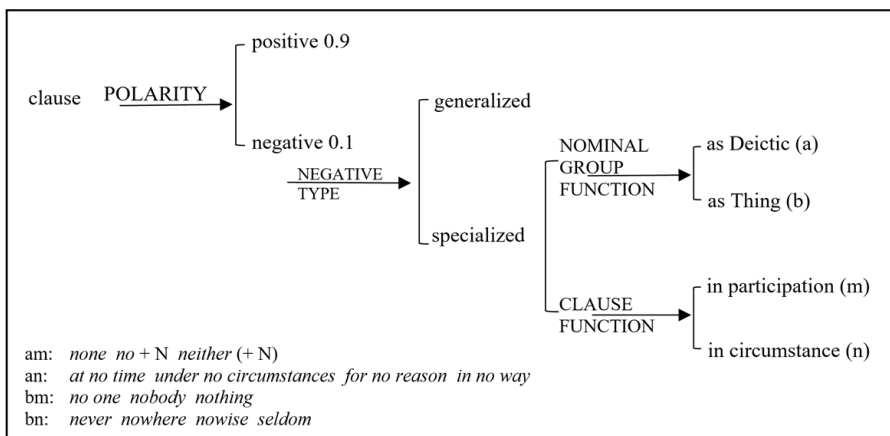 positive 0.9
clause POLARITY
generalized
negative 0.1
NOMINAL
GROUP
FUNCTION
as Deictic (a)
NEGATIVE
TYPE
as Thing (b)
specialized
in participation (m)
CLAUSE
FUNCTION
in circumstance (n)
am: none no + N neither (+ N)
an: at no time under no circumstances for no reason in no way
bm: no one nobody nothing
bn: never nowhere nowise seldom